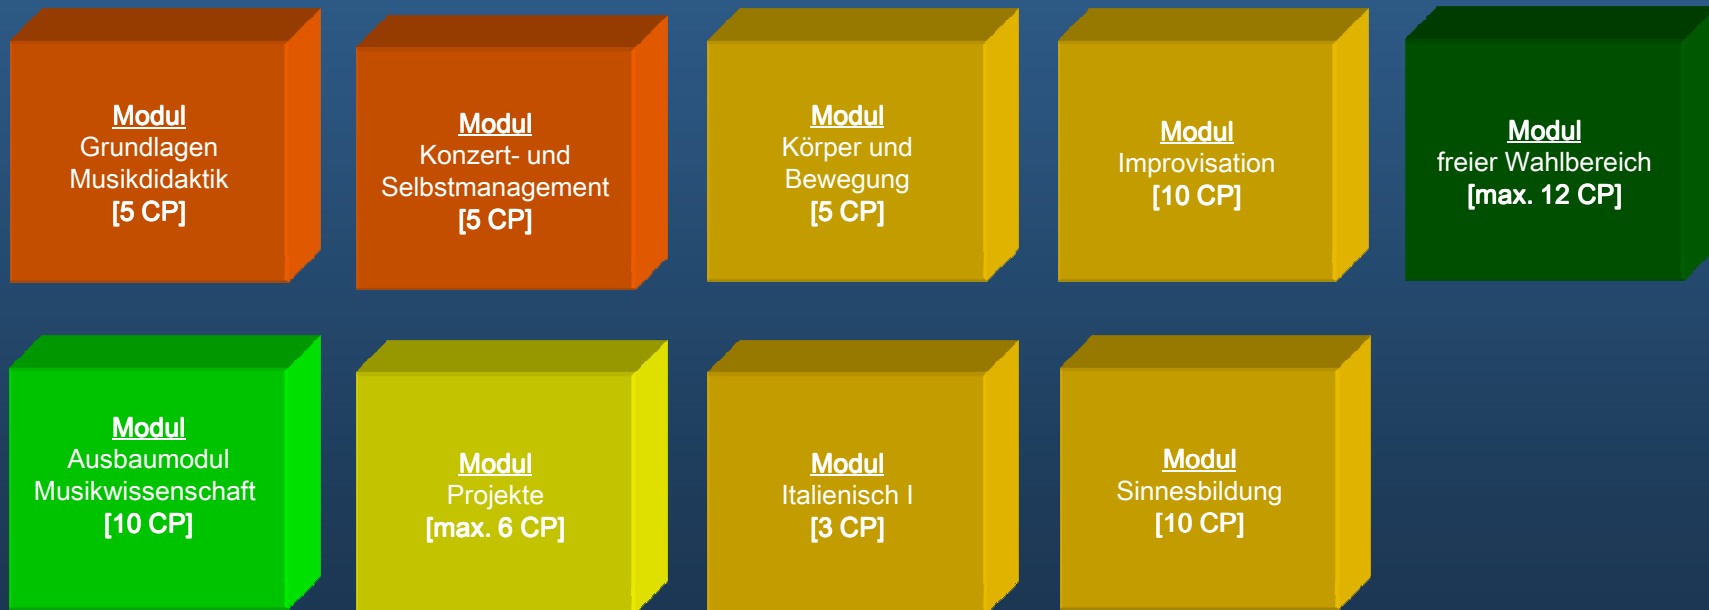 Modul
Grundlagen
Musikdidaktik
[5 CP]
Modul
Konzert- und
Selbstmanagement
[5 CP]
Modul
Körper und
Bewegung
[5 CP]
Modul
Improvisation
[10 CP]
Modul
freier Wahlbereich
[max. 12 CP]
Modul
Ausbaumodul
Musikwissenschaft
[10 CP]
Modul
Projekte
[max. 6 CP]
Modul
Italienisch I
[3 CP]
Modul
Sinnesbildung
[10 CP]